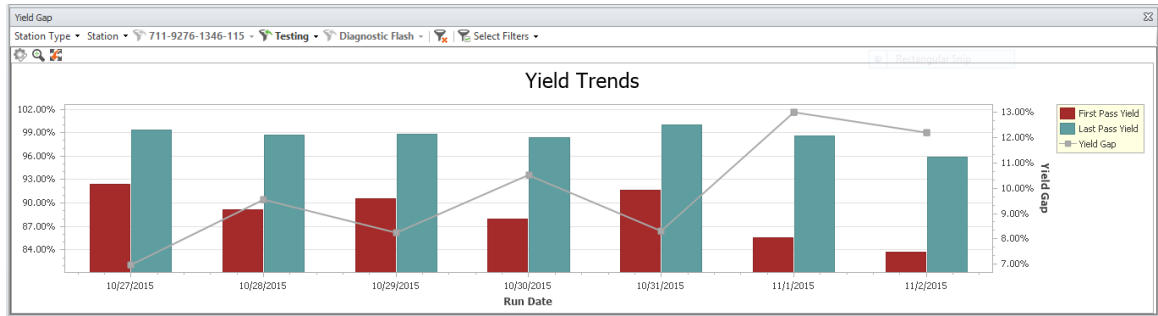 Yield Gap
Station Type Station 711-9276-1346-115 Testing Diagnostic Flash Select Filters
Rectangular Snip
Yield Trends
102.00%
99.00%
96.00%
93.00%
90.00%
87.00%
84.00%
13.00%
12.00%
11.00%
10.00%
9.00%
8.00%
7.00%
Yield Gap
First Pass Yield
Last Pass Yield
Yield Gap
10/27/2015 10/28/2015 10/29/2015 10/30/2015 10/31/2015 11/1/2015 11/2/2015
Run Date